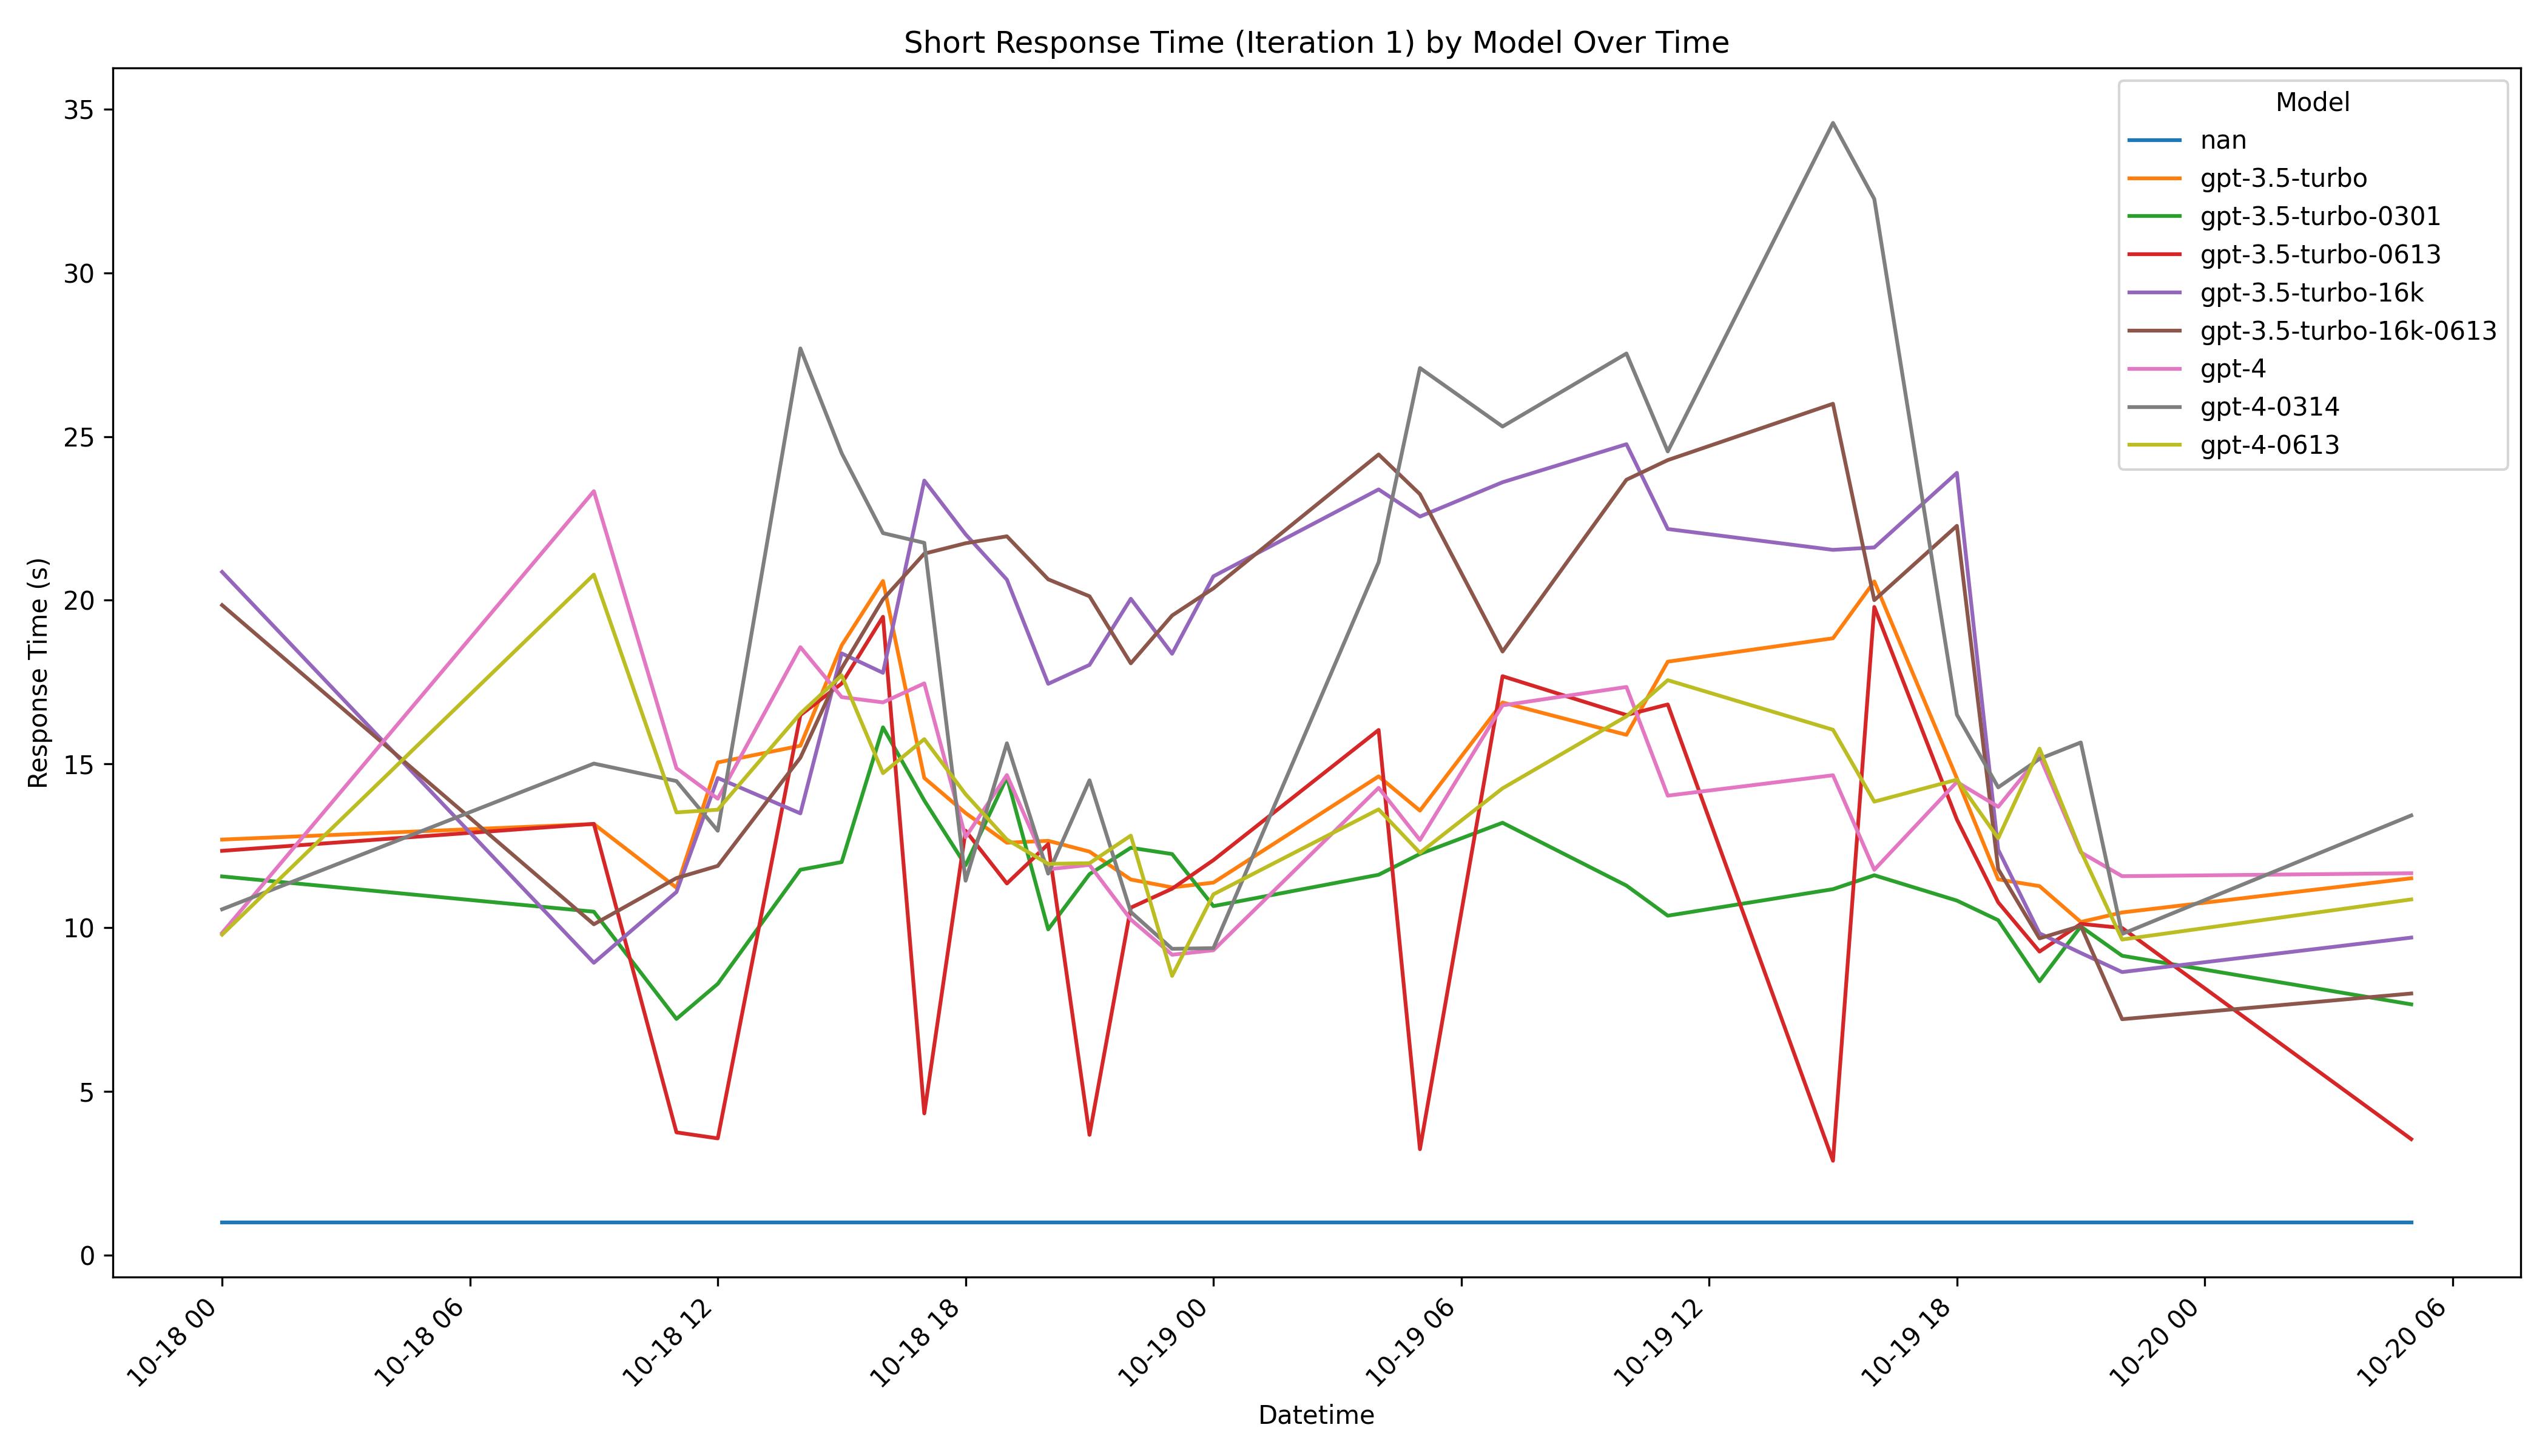 Short Response Time (Iteration 1) by Model Over Time
Response Time (s)
35
30
25
20
15
10
5
0
Model
nan
gpt-3.5-turbo
gpt-3.5-turbo-0301
gpt-3.5-turbo-0613
gpt-3.5-turbo-16k
gpt-3.5-turbo-16k-0613
gpt-4
gpt-4-0314
gpt-4-0613
10-18 00
10-18 06
10-18 12
10-18 18
10-19 00
10-19 06
10-19 12
10-19 18
10-20 00
10-20 06
Datetime